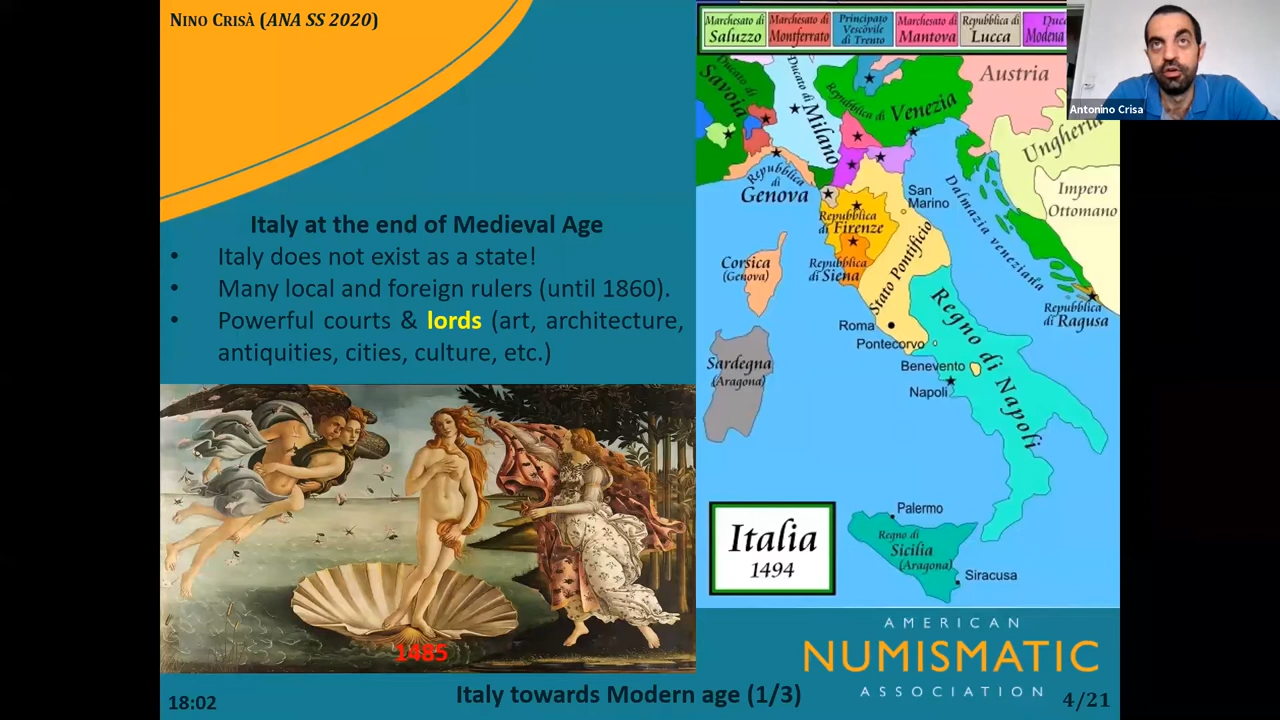 NINO CRISÀ (ANA SS 2020)
Italy at the end of Medieval Age
• Italy does not exist as a state!
• Many local and foreign rulers (until 1860).
• Powerful courts & lords (art, architecture,
antiquities, cities, culture, etc.)
1485
Marchesato di
Saluzzo
Marchesato di
Monferrato
Principato
Vescovile
di Trento
Marchesato di
Mantova
Repubblica di
Lucca
Duca
Modena
Antonino Crisa
Ducato di
Savoia
Ducato di
Milano
Repubblica di
Venezia
Austria
Ungheria
Impero
Ottomano
Repubblica
di
Genova
San
Marino
Dalmazia veneziana
Repubblica
di Firenze
Corsica
(Genova)
Repubblica
di Siena
Stato Pontificio
Repubblica
di Ragusa
Roma
Pontecorvo
Regno di Napoli
Sardegna
(Aragona)
Benevento
Napoli
Palermo
Regno di
Sicilia
(Aragona)
Siracusa
Italia
1494
AMERICAN
NUMISMATIC
ASSOCIATION
18:02
Italy towards Modern age (1/3)
4/21